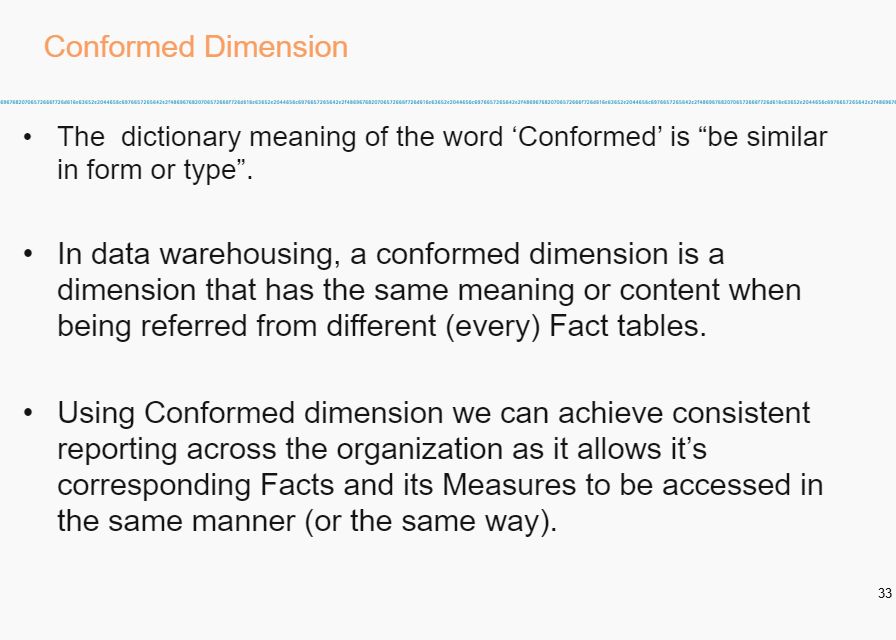 Conformed Dimension
• The  dictionary meaning of the word ‘Conformed’ is “be similar
in form or type”.
• In data warehousing, a conformed dimension is a
dimension that has the same meaning or content when
being referred from different (every) Fact tables.
• Using Conformed dimension we can achieve consistent
reporting across the organization as it allows it’s
corresponding Facts and its Measures to be accessed in
the same manner (or the same way).
33